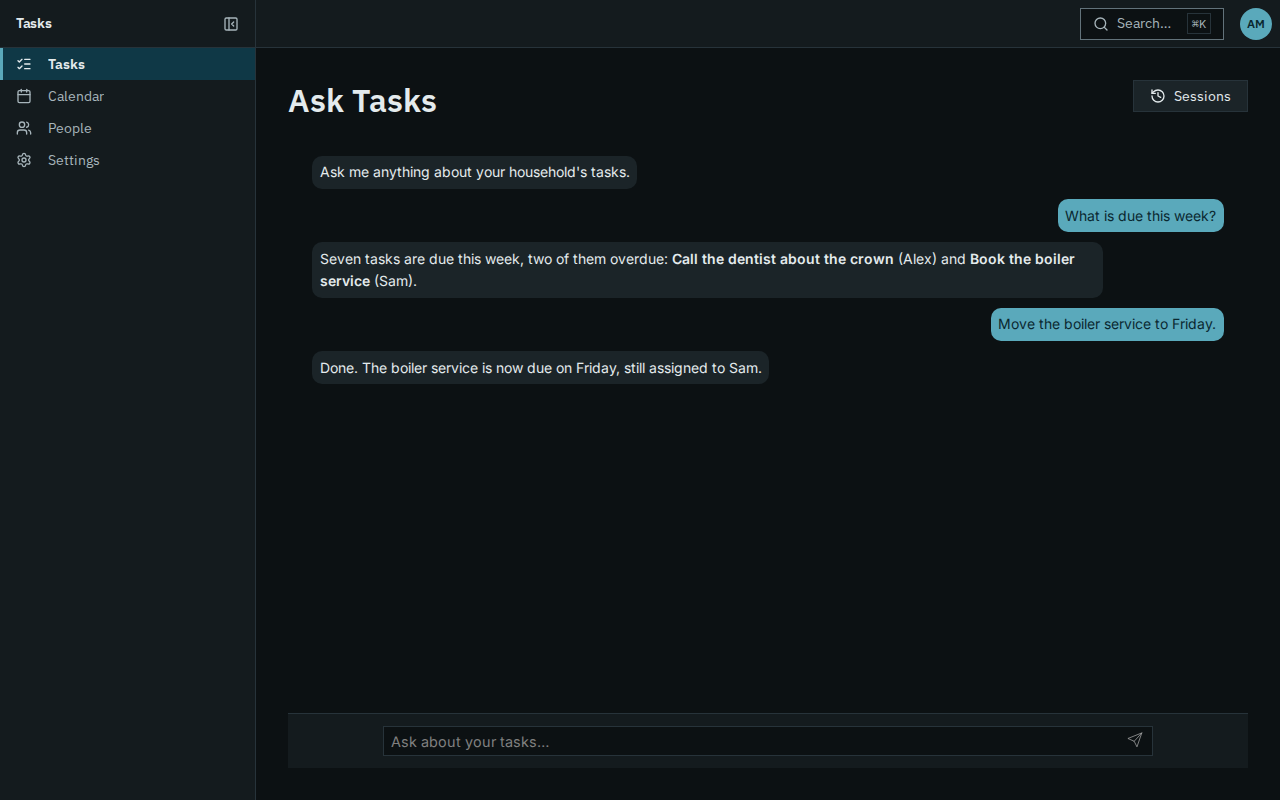 Tasks
Search...
⌘K
AM
Tasks
Calendar
People
Settings
Ask Tasks
Sessions
Ask me anything about your household's tasks.
What is due this week?
Seven tasks are due this week, two of them overdue: Call the dentist about the crown (Alex) and Book the boiler
service (Sam).
Move the boiler service to Friday.
Done. The boiler service is now due on Friday, still assigned to Sam.
Ask about your tasks...